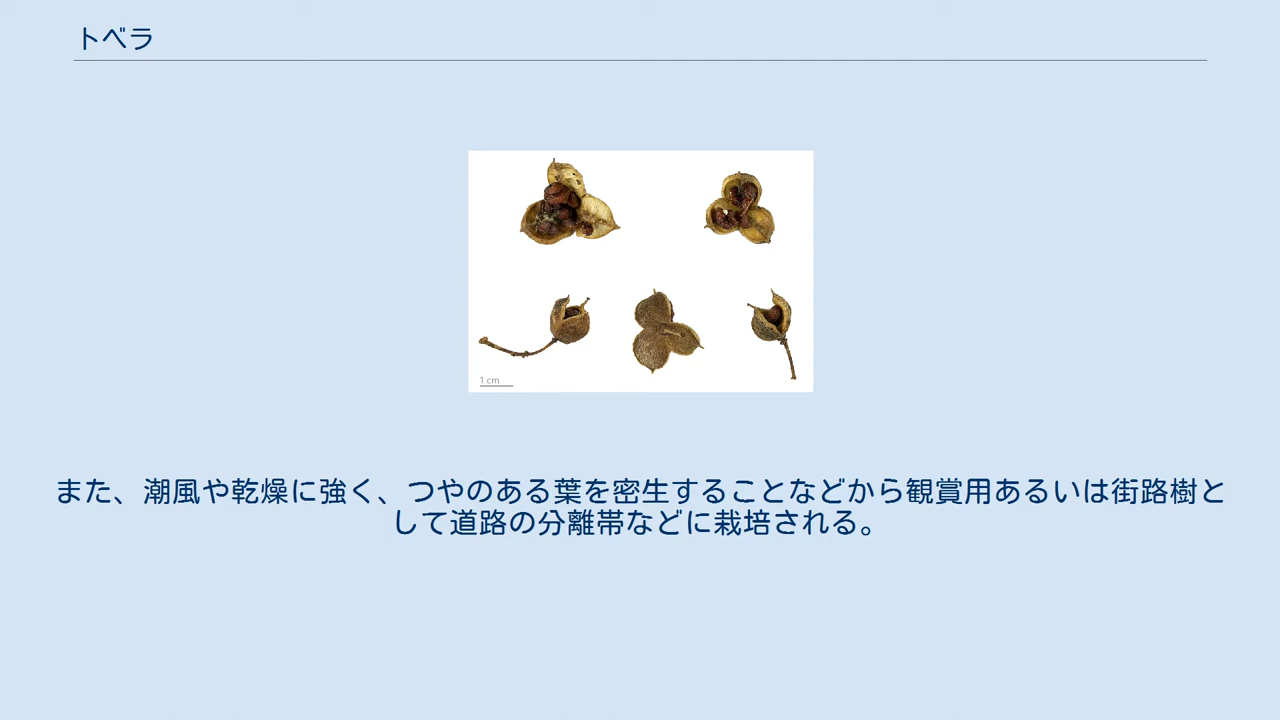 トベラ
1 cm
また、潮風や乾燥に強く、つやのある葉を密生することなどから観賞用あるいは街路樹と
して道路の分離帯などに栽培される。